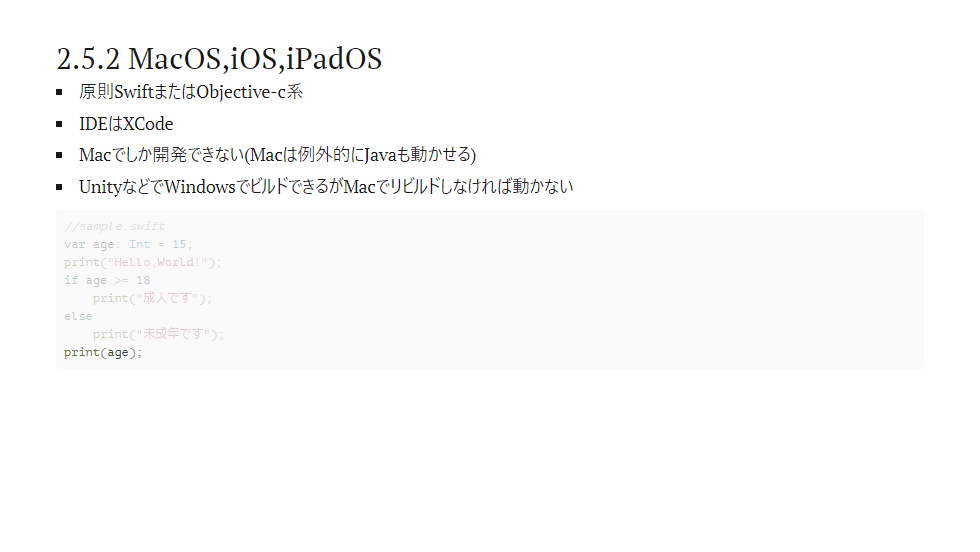 2.5.2 MacOS,iOS,iPadOS
▪ 原則SwiftまたはObjective-c系
▪ IDEはXCode
▪ Macでしか開発できない(Macは例外的にJavaも動かせる)
▪ UnityなどでWindowsでビルドできるがMacでリビルドしなければ動かない
//sample.swift
var age: Int = 15;
print("Hello,World!");
if age >= 18
    print("成人です");
else
    print("未成年です");
print(age);